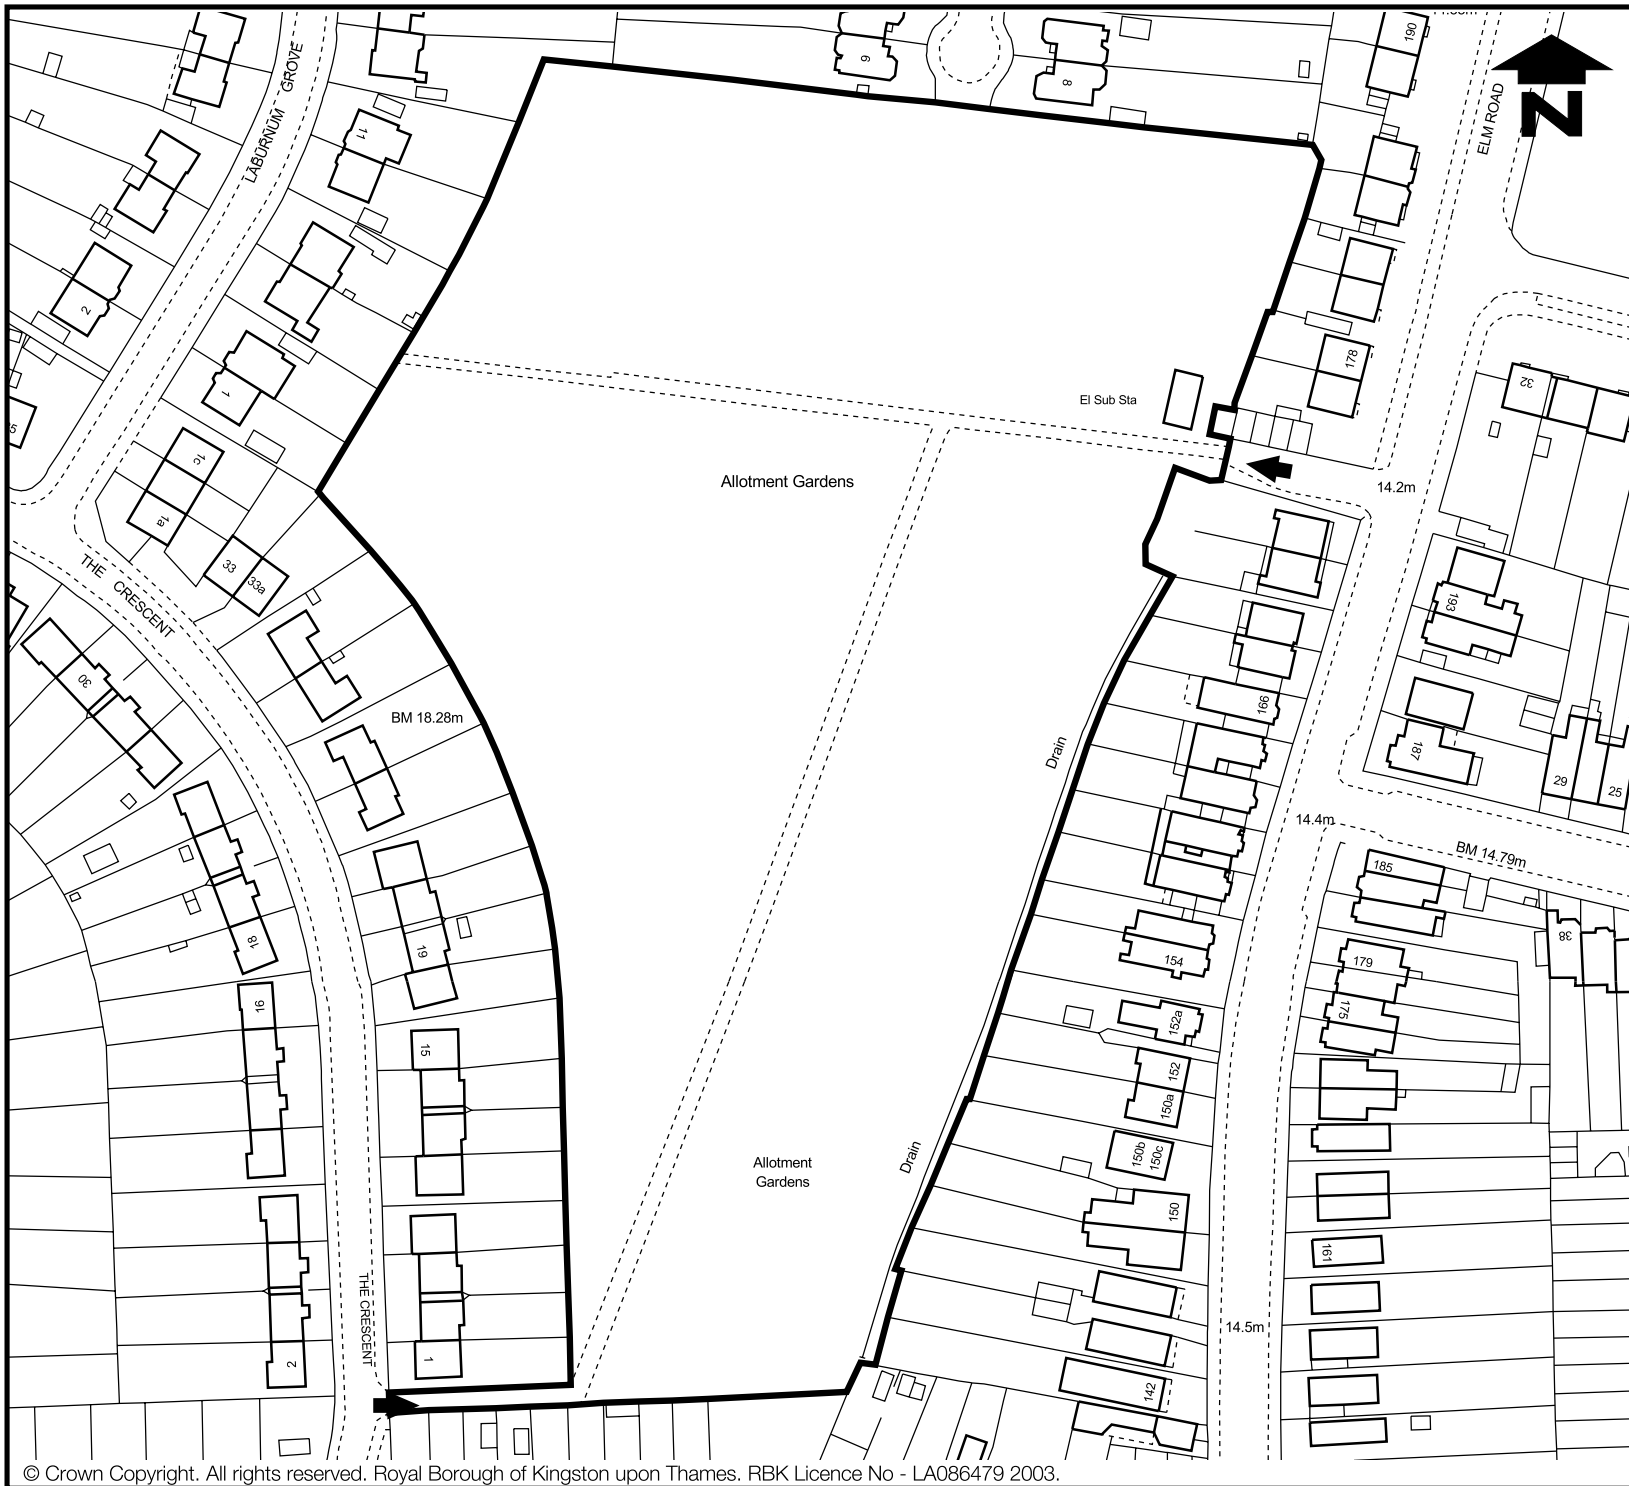 190
N
ELM ROAD
LABURNUM GROVE
6
8
11
2
178
32
El Sub Sta
1
5
1c
1a
Allotment Gardens
14.2m
THE CRESCENT
33
33a
193
30
BM 18.28m
166
187
Drain
29
25
14.4m
BM 14.79m
185
18
19
154
179
38
16
175
152a
15
152
150a
Drain
150b
150c
Allotment
Gardens
150
161
THE CRESCENT
14.5m
2
1
142
© Crown Copyright. All rights reserved. Royal Borough of Kingston upon Thames. RBK Licence No - LA086479 2003.